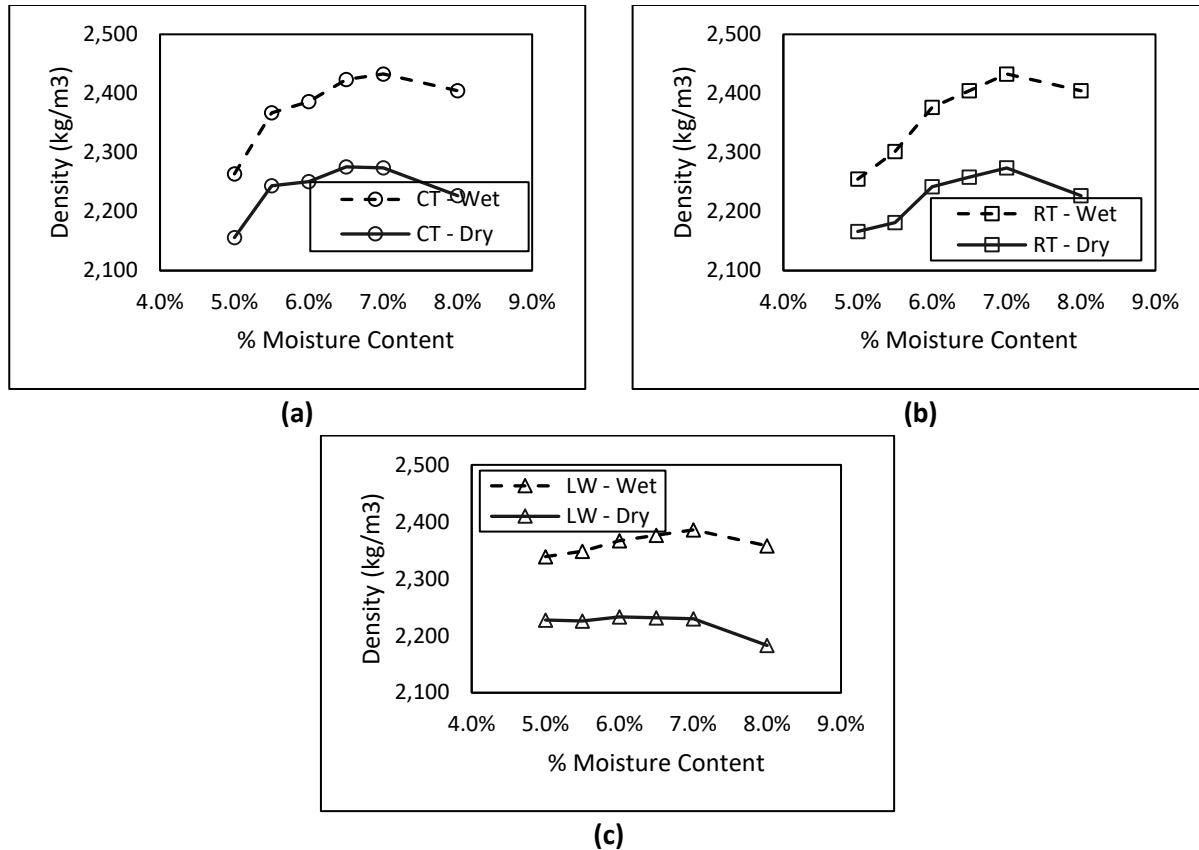 2,500
2,400
2,300
2,200
2,100
Density (kg/m3)
CT - Wet
CT - Dry
4.0% 5.0% 6.0% 7.0% 8.0% 9.0%
% Moisture Content
(a)
2,500
2,400
2,300
2,200
2,100
Density (kg/m3)
RT - Wet
RT - Dry
4.0% 5.0% 6.0% 7.0% 8.0% 9.0%
% Moisture Content
(b)
2,500
2,400
2,300
2,200
2,100
Density (kg/m3)
LW - Wet
LW - Dry
4.0% 5.0% 6.0% 7.0% 8.0% 9.0%
% Moisture Content
(c)